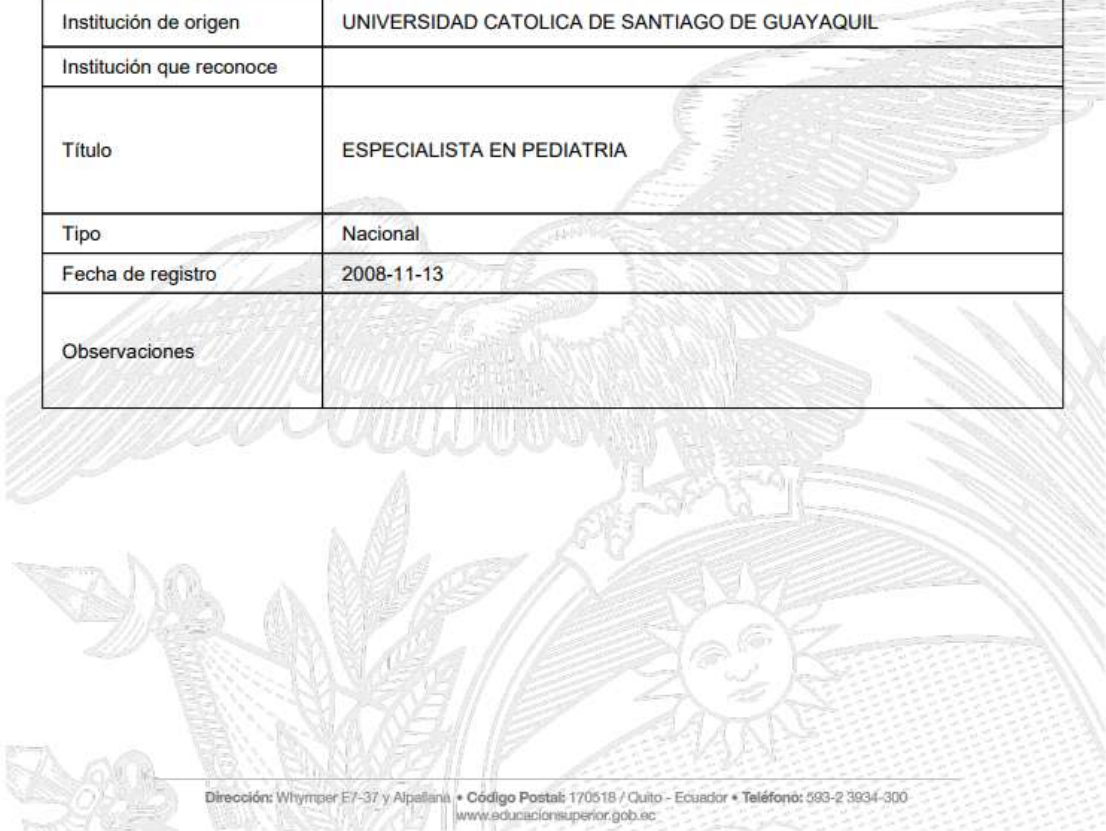 Institución de origen UNIVERSIDAD CATOLICA DE SANTIAGO DE GUAYAQUIL
Institución que reconoce
Título ESPECIALISTA EN PEDIATRIA
Tipo Nacional
Fecha de registro 2008-11-13
Observaciones
Dirección: Whymper E7-37 y Alpallana • Código Postal: 170518 / Quito - Ecuador • Teléfono: 593-2 3934-300
www.educacionsuperior.gob.ec